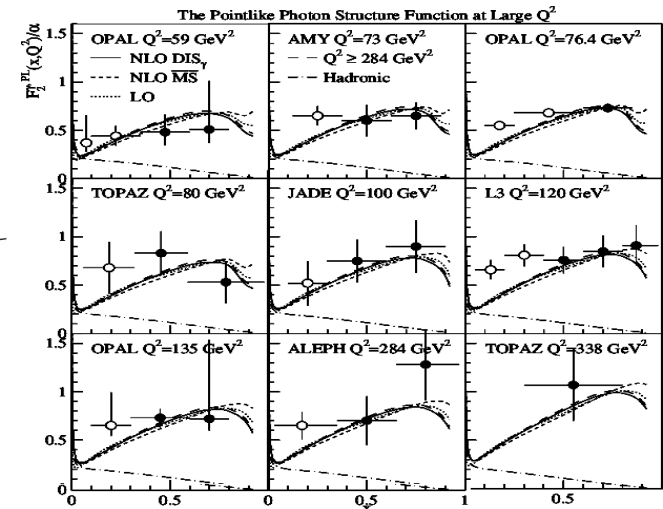 The Pointlike Photon Structure Function at Large Q²
F₂^γ,PL(x,Q²)/α
1.5
1
0.5
0
OPAL Q²=59 GeV²
NLO DISᵧ
NLO M̅S̅
LO
AMY Q²=73 GeV²
Q² ≥ 284 GeV²
Hadronic
OPAL Q²=76.4 GeV²
1.5
1
0.5
0
TOPAZ Q²=80 GeV²
JADE Q²=100 GeV²
L3 Q²=120 GeV²
1.5
1
0.5
0
OPAL Q²=135 GeV²
ALEPH Q²=284 GeV²
TOPAZ Q²=338 GeV²
0 0.5 0 0.5 1 0.5
x